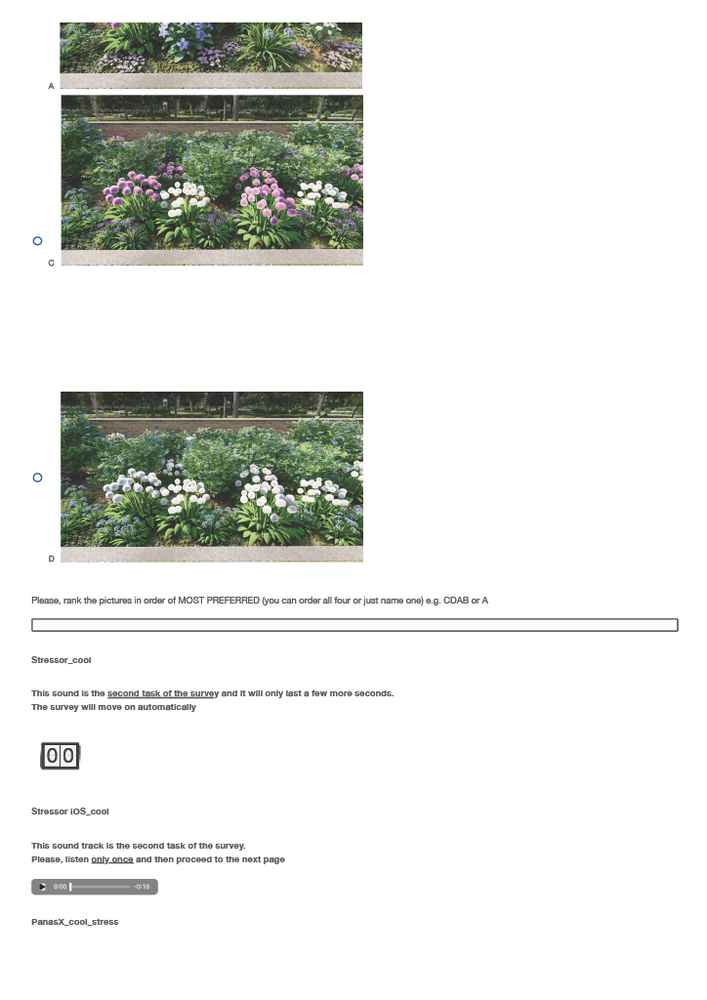 A
C
D
Please, rank the pictures in order of MOST PREFERRED (you can order all four or just name one) e.g. CDAB or A
Stressor_cool
This sound is the second task of the survey and it will only last a few more seconds.
The survey will move on automatically
00
Stressor iOS_cool
This sound track is the second task of the survey.
Please, listen only once and then proceed to the next page
0:00 -0:15
PanasX_cool_stress